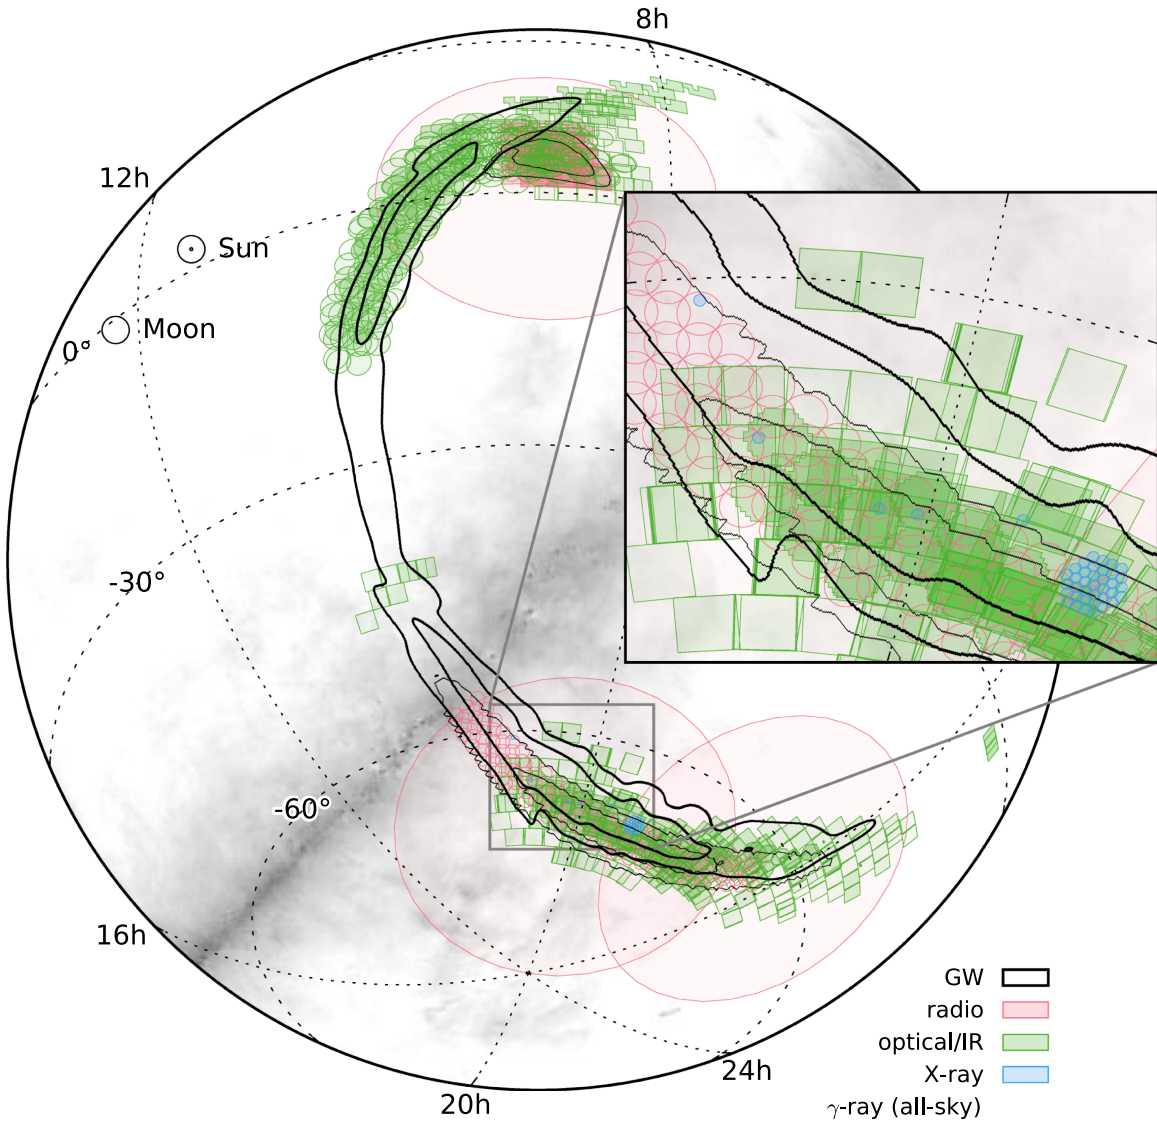 8h
12h
Sun
Moon
0°
-30°
-60°
16h
20h
24h
GW
radio
optical/IR
X-ray
γ-ray (all-sky)